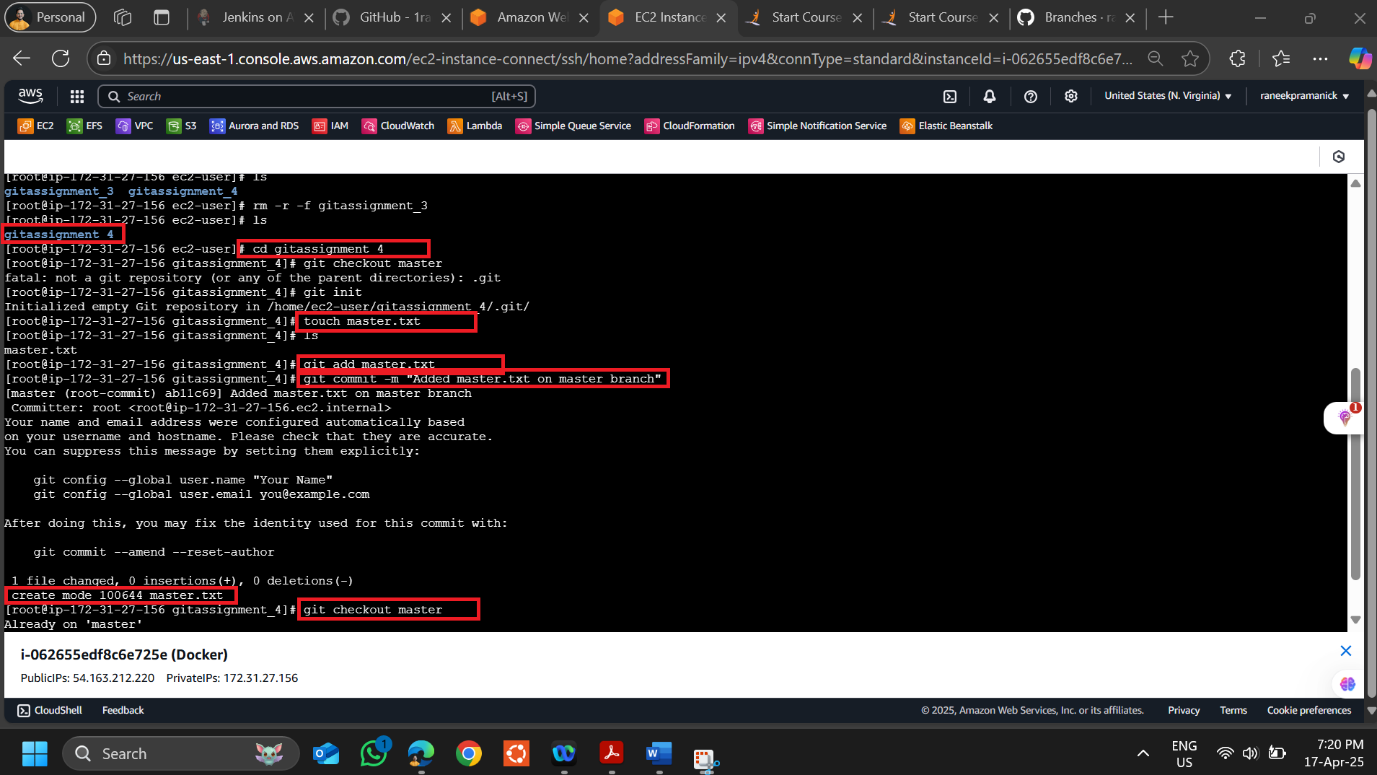 Personal
Jenkins on A
GitHub - 1ra
Amazon We
EC2 Instance
Start Course
Start Course
Branches · ra
https://us-east-1.console.aws.amazon.com/ec2-instance-connect/ssh/home?addressFamily=ipv4&connType=standard&instanceId=i-062655edf8c6e7...
aws
Search
[Alt+S]
United States (N. Virginia)
raneekpramanick
EC2
EFS
VPC
S3
Aurora and RDS
IAM
CloudWatch
Lambda
Simple Queue Service
CloudFormation
Simple Notification Service
Elastic Beanstalk
[root@ip-172-31-27-156 ec2-user]# ls
gitassignment_3 gitassignment_4
[root@ip-172-31-27-156 ec2-user]# rm -r -f gitassignment_3
[root@ip-172-31-27-156 ec2-user]# ls
gitassignment_4
[root@ip-172-31-27-156 ec2-user]# cd gitassignment_4
[root@ip-172-31-27-156 gitassignment_4]# git checkout master
fatal: not a git repository (or any of the parent directories): .git
[root@ip-172-31-27-156 gitassignment_4]# git init
Initialized empty Git repository in /home/ec2-user/gitassignment_4/.git/
[root@ip-172-31-27-156 gitassignment_4]# touch master.txt
[root@ip-172-31-27-156 gitassignment_4]# ls
master.txt
[root@ip-172-31-27-156 gitassignment_4]# git add master.txt
[root@ip-172-31-27-156 gitassignment_4]# git commit -m "Added master.txt on master branch"
[master (root-commit) ab11c69] Added master.txt on master branch
Committer: root <root@ip-172-31-27-156.ec2.internal>
Your name and email address were configured automatically based
on your username and hostname. Please check that they are accurate.
You can suppress this message by setting them explicitly:
git config --global user.name "Your Name"
git config --global user.email you@example.com
After doing this, you may fix the identity used for this commit with:
git commit --amend --reset-author
1 file changed, 0 insertions(+), 0 deletions(-)
create mode 100644 master.txt
[root@ip-172-31-27-156 gitassignment_4]# git checkout master
Already on 'master'
1
i-062655edf8c6e725e (Docker)
PublicIPs: 54.163.212.220 PrivateIPs: 172.31.27.156
CloudShell
Feedback
© 2025, Amazon Web Services, Inc. or its affiliates.
Privacy
Terms
Cookie preferences
Search
1
ENG
US
7:20 PM
17-Apr-25